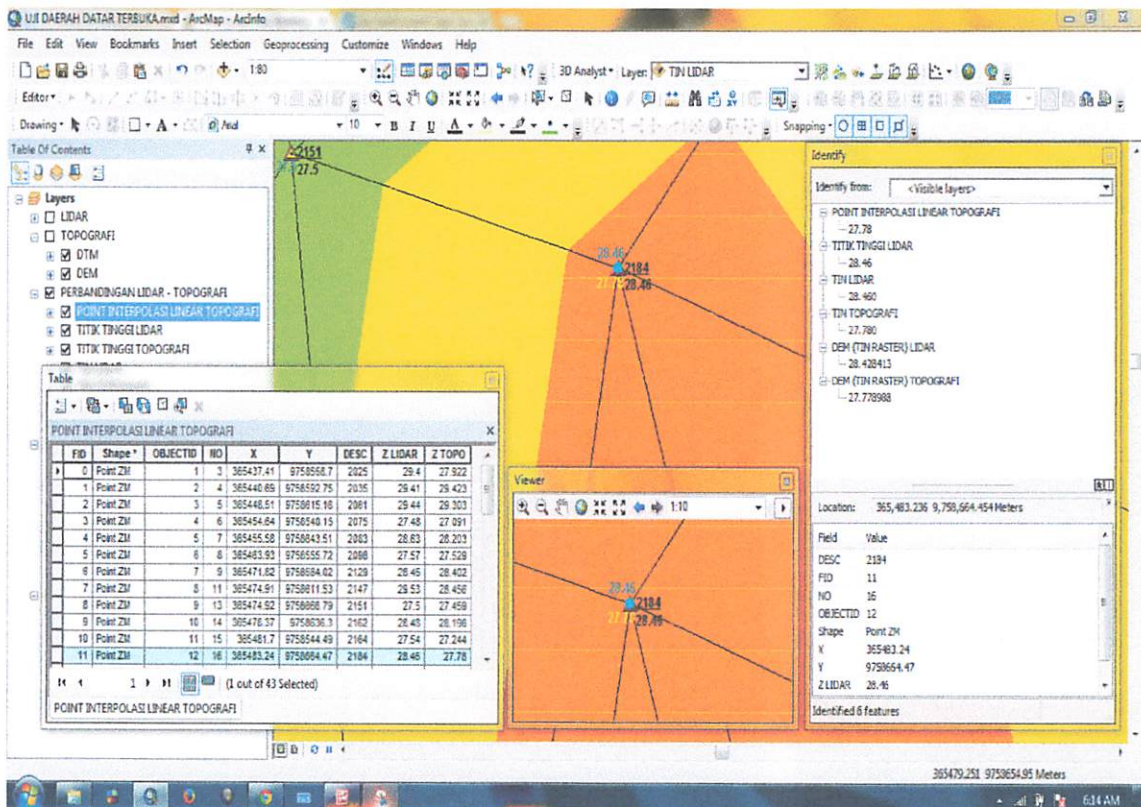 UJI DAERAH DATAR TERBUKA.mxd - ArcMap - ArcInfo
File Edit View Bookmarks Insert Selection Geoprocessing Customize Windows Help
1:80
3D Analyst Layer: TIN LIDAR
Editor
Drawing A Arial 10 B I U A
Snapping
Table Of Contents
Layers
LIDAR
TOPOGRAFI
DTM
DEM
PERBANDINGAN LIDAR - TOPOGRAFI
POINT INTERPOLASI LINEAR TOPOGRAFI
TITIK TINGGI LIDAR
TITIK TINGGI TOPOGRAFI
2151
27.5
28.46
2184
28.46
Identify
Identify from: <Visible layers>
POINT INTERPOLASI LINEAR TOPOGRAFI
27.78
TITIK TINGGI LIDAR
28.46
TIN LIDAR
28.460
TIN TOPOGRAFI
27.780
DEM (TIN RASTER) LIDAR
28.428413
DEM (TIN RASTER) TOPOGRAFI
27.778988
Location: 365,483.236 9,758,664.454 Meters
Field Value
DESC 2184
FID 11
NO 16
OBJECTID 12
Shape Point ZM
X 365483.24
Y 9758664.47
Z LIDAR 28.46
Identified 6 features
Table
POINT INTERPOLASI LINEAR TOPOGRAFI
FID Shape * OBJECTID NO X Y DESC Z LIDAR Z TOPO
0 Point ZM 1 3 365437.41 9758568.7 2025 29.4 27.922
1 Point ZM 2 4 365440.69 9758592.75 2035 29.41 29.423
2 Point ZM 3 5 365448.51 9758615.16 2061 29.44 29.303
3 Point ZM 4 6 365454.64 9758540.15 2075 27.48 27.091
4 Point ZM 5 7 365455.58 9758643.51 2083 28.63 28.203
5 Point ZM 6 8 365463.93 9758555.72 2098 27.57 27.529
6 Point ZM 7 9 365471.82 9758584.02 2129 28.45 28.402
7 Point ZM 8 11 365474.91 9758611.53 2147 29.53 28.456
8 Point ZM 9 13 365474.92 9758668.79 2151 27.5 27.459
9 Point ZM 10 14 365476.37 9758636.3 2162 28.48 28.196
10 Point ZM 11 15 365481.7 9758544.49 2164 27.54 27.244
11 Point ZM 12 16 365483.24 9758664.47 2184 28.46 27.78
1 (1 out of 43 Selected)
POINT INTERPOLASI LINEAR TOPOGRAFI
Viewer
1:10
28.46
2184
28.46
365479.251 9758654.95 Meters
6:14 AM